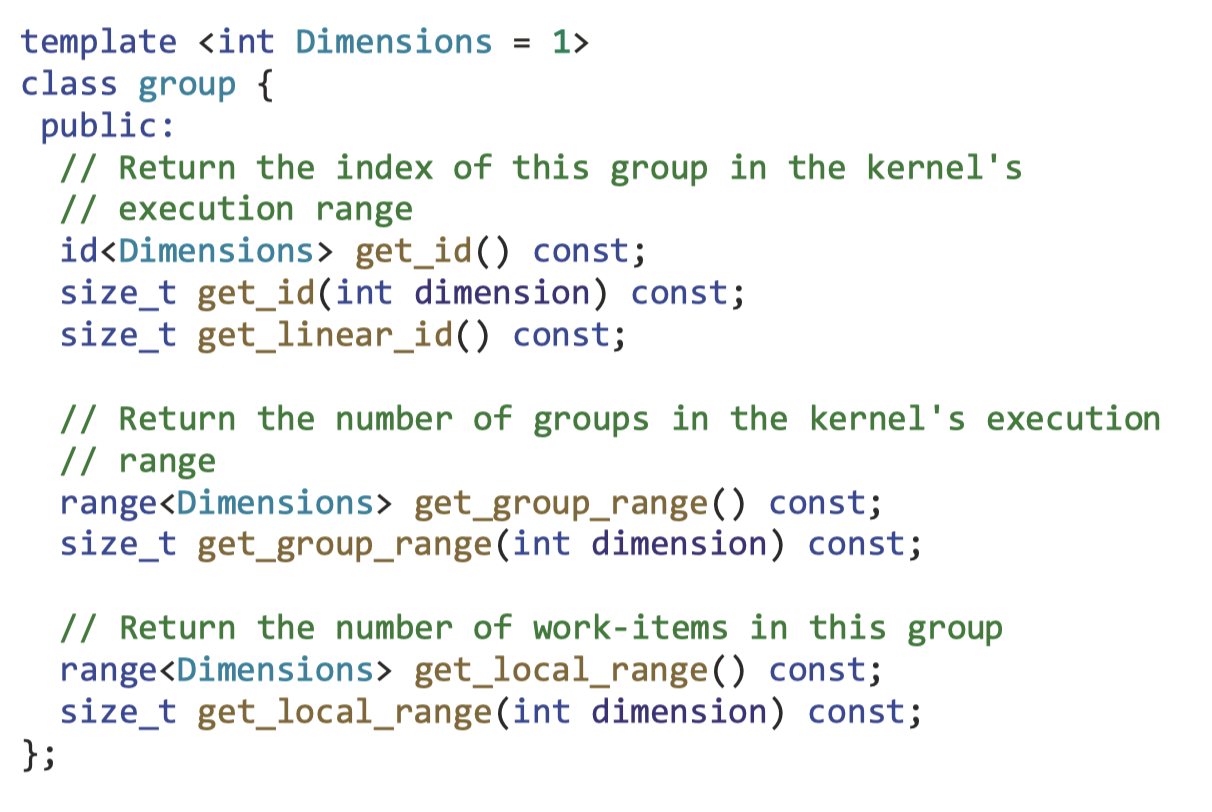 template <int Dimensions = 1>
class group {
 public:
  // Return the index of this group in the kernel's
  // execution range
  id<Dimensions> get_id() const;
  size_t get_id(int dimension) const;
  size_t get_linear_id() const;

  // Return the number of groups in the kernel's execution
  // range
  range<Dimensions> get_group_range() const;
  size_t get_group_range(int dimension) const;

  // Return the number of work-items in this group
  range<Dimensions> get_local_range() const;
  size_t get_local_range(int dimension) const;
};